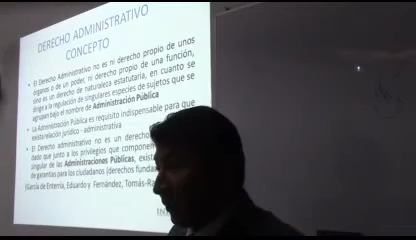 DERECHO ADMINISTRATIVO
CONCEPTO
• El Derecho Administrativo no es ni derecho propio de unos
órganos o de un poder, ni derecho propio de una función,
sino es un derecho de naturaleza estatutaria, en cuanto se
dirige a la regulación de singulares especies de sujetos que se
agrupan bajo el nombre de Administración Pública
• La Administración Pública es requisito indispensable para que
exista relación jurídico - administrativa
• El Derecho administrativo no es un derecho
dado que junto a los privilegios que componen
singular de las Administraciones Públicas, exist
de garantías para los ciudadanos (derechos funda
(García de Enterría, Eduardo y Fernández, Tomás-Ra